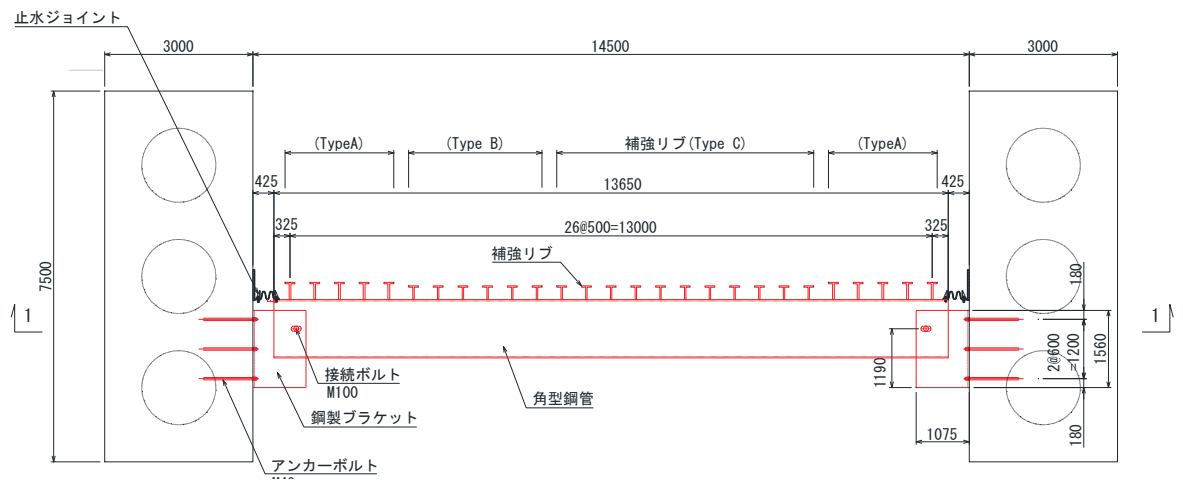 止水ジョイント
3000
14500
3000
(TypeA)
(Type B)
補強リブ(Type C)
(TypeA)
425
13650
425
325
26@500=13000
325
補強リブ
7500
180
1
1
2@600
=1200
1560
1190
接続ボルト
M100
角型鋼管
鋼製ブラケット
1075
180
アンカーボルト